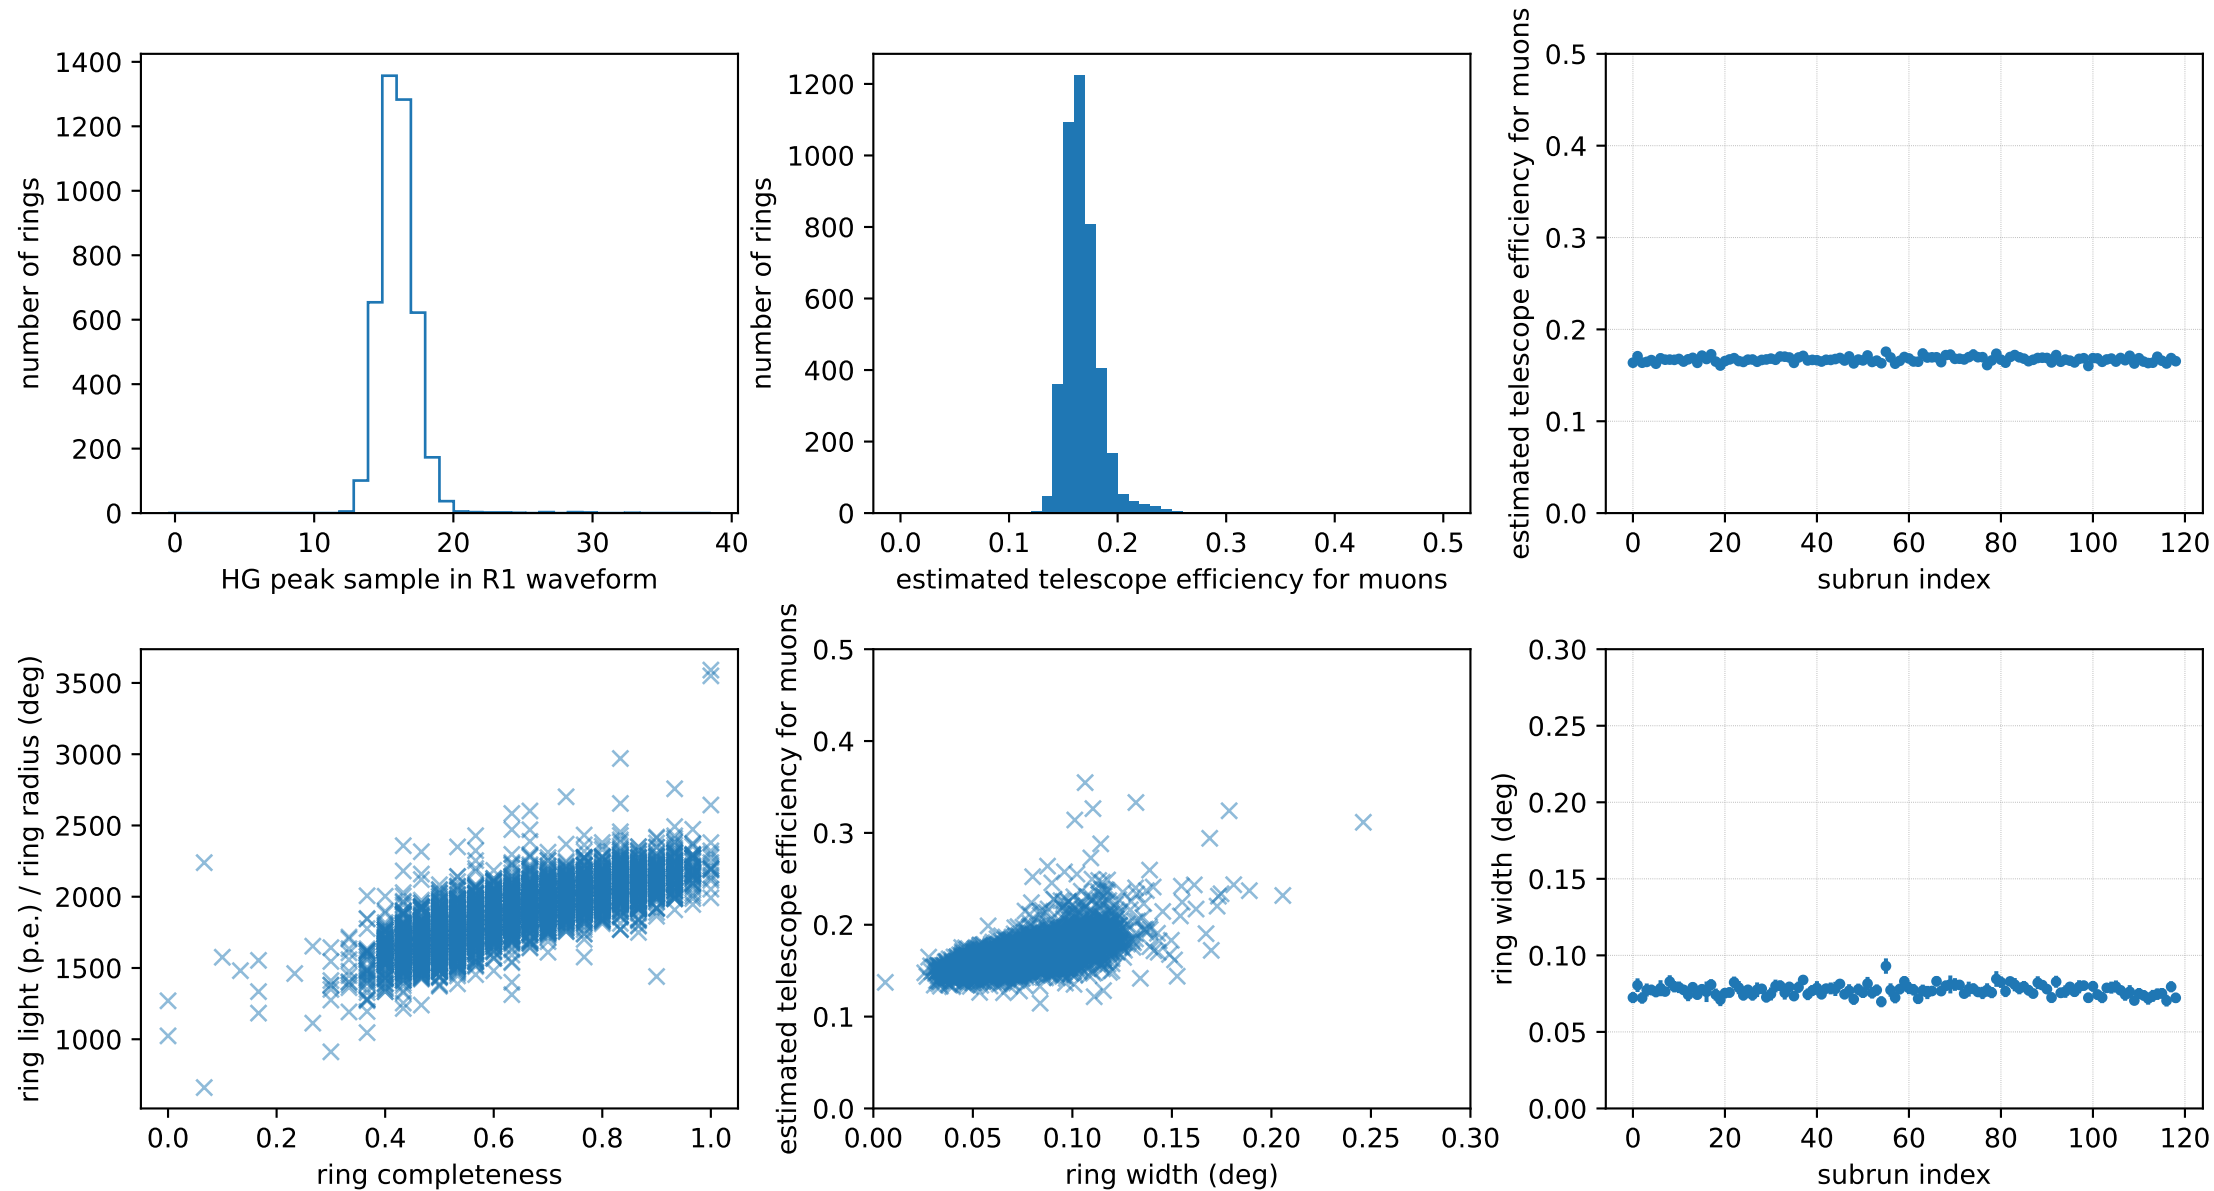 number of rings
1400
1200
1000
800
600
400
200
0
0 10 20 30 40
HG peak sample in R1 waveform
number of rings
1200
1000
800
600
400
200
0
0.0 0.1 0.2 0.3 0.4 0.5
estimated telescope efficiency for muons
estimated telescope efficiency for muons
0.5
0.4
0.3
0.2
0.1
0.0
0 20 40 60 80 100 120
subrun index
ring light (p.e.) / ring radius (deg)
3500
3000
2500
2000
1500
1000
0.0 0.2 0.4 0.6 0.8 1.0
ring completeness
estimated telescope efficiency for muons
0.5
0.4
0.3
0.2
0.1
0.0
0.00 0.05 0.10 0.15 0.20 0.25 0.30
ring width (deg)
ring width (deg)
0.30
0.25
0.20
0.15
0.10
0.05
0.00
0 20 40 60 80 100 120
subrun index